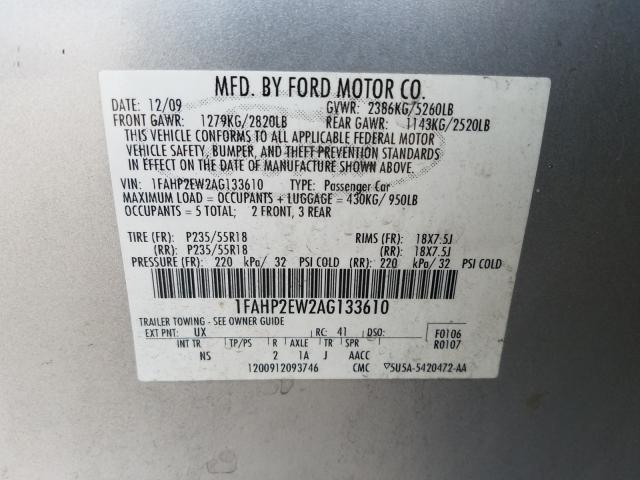 MFD. BY FORD MOTOR CO.
DATE: 12/09 GVWR: 2386KG/5260LB
FRONT GAWR: 1279KG/2820LB REAR GAWR: 1143KG/2520LB
THIS VEHICLE CONFORMS TO ALL APPLICABLE FEDERAL MOTOR
VEHICLE SAFETY, BUMPER, AND THEFT PREVENTION STANDARDS
IN EFFECT ON THE DATE OF MANUFACTURE SHOWN ABOVE.
VIN: 1FAHP2EW2AG133610 TYPE: Passenger Car
MAXIMUM LOAD = OCCUPANTS + LUGGAGE = 430KG/ 950LB
OCCUPANTS = 5 TOTAL; 2 FRONT, 3 REAR
TIRE (FR): P235/55R18 RIMS (FR): 18X7.5J
(RR): P235/55R18 (RR): 18X7.5J
PRESSURE (FR): 220 kPa/ 32 PSI COLD (RR): 220 kPa/ 32 PSI COLD
1FAHP2EW2AG133610
TRAILER TOWING - SEE OWNER GUIDE
EXT PNT: UX RC: 41 DSO: F0106
INT TR TP/PS R AXLE TR SPR R0107
NS 2 1A J AACC
1200912093746 CMC 5U5A-5420472-AA